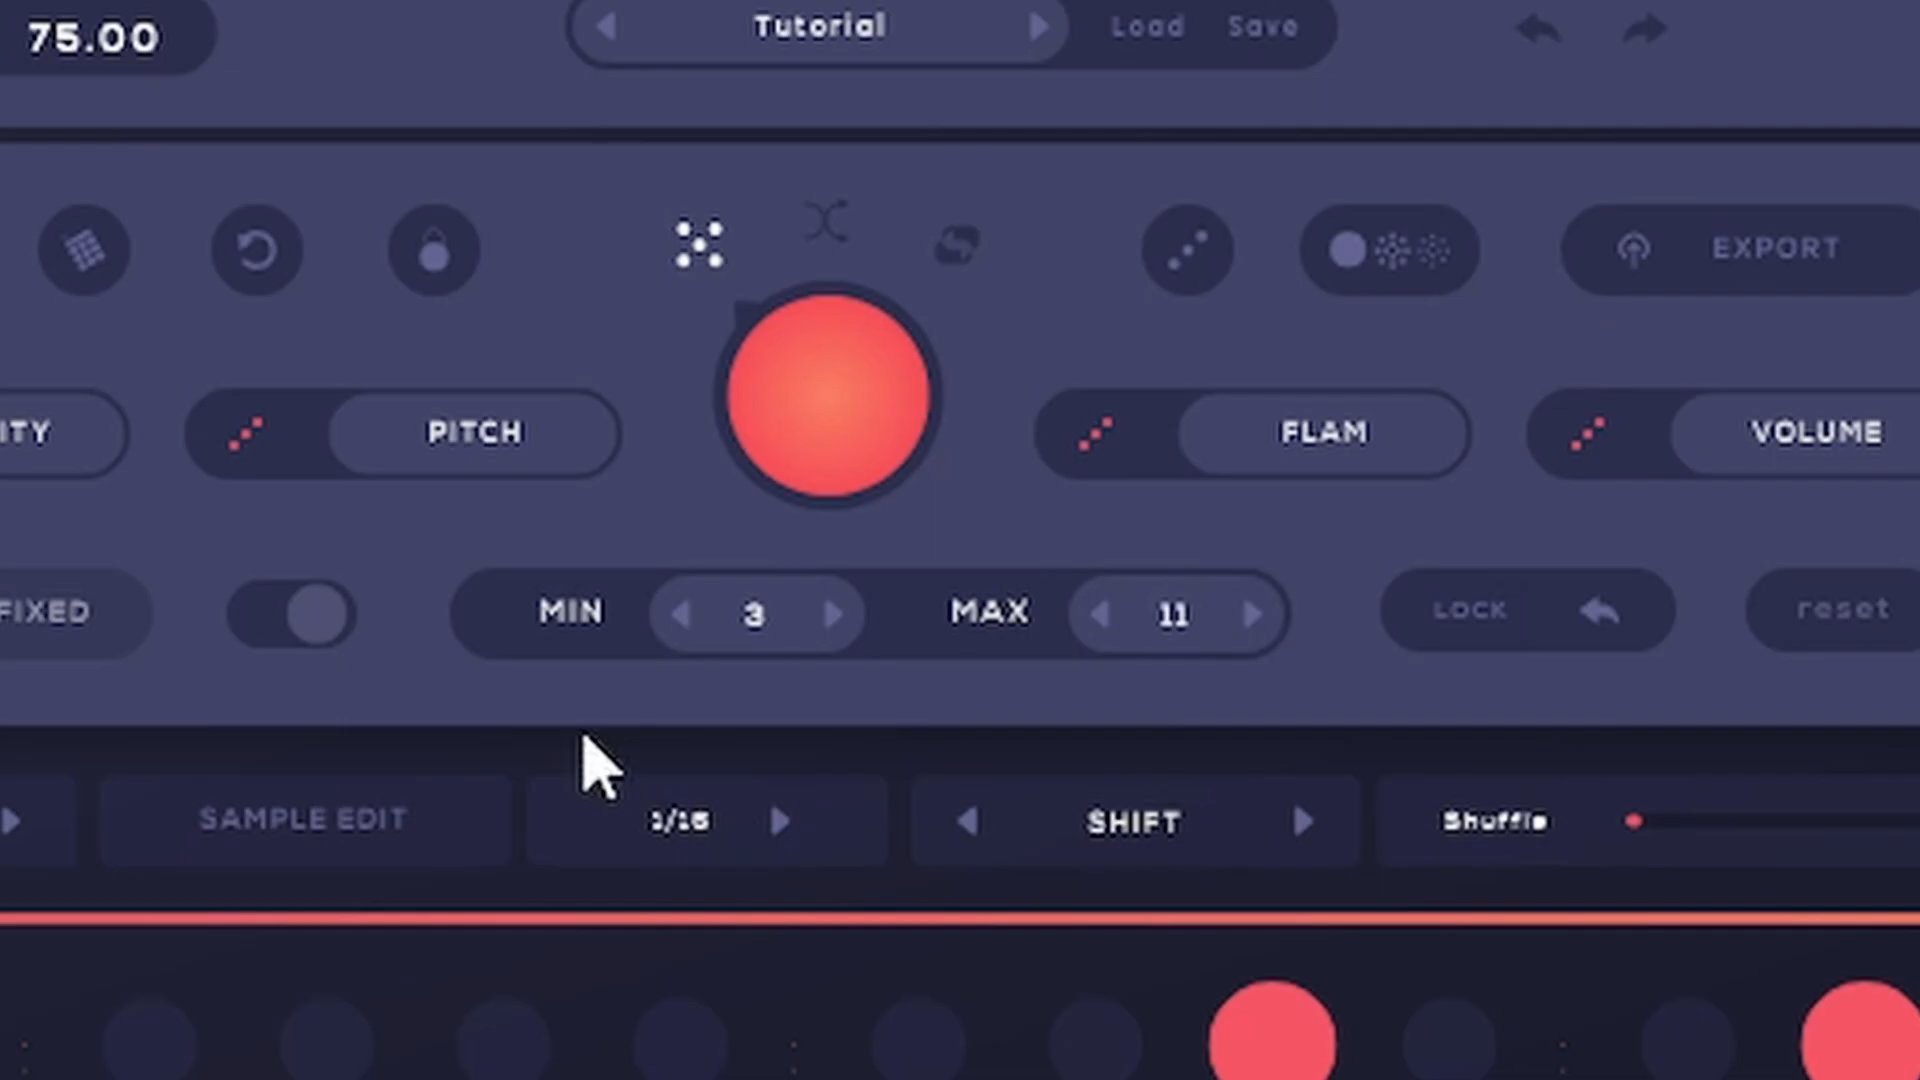 75.00
Tutorial
Load
Save
EXPORT
ITY
PITCH
FLAM
VOLUME
FIXED
MIN
3
MAX
11
LOCK
reset
SAMPLE EDIT
SHIFT
Shuffle